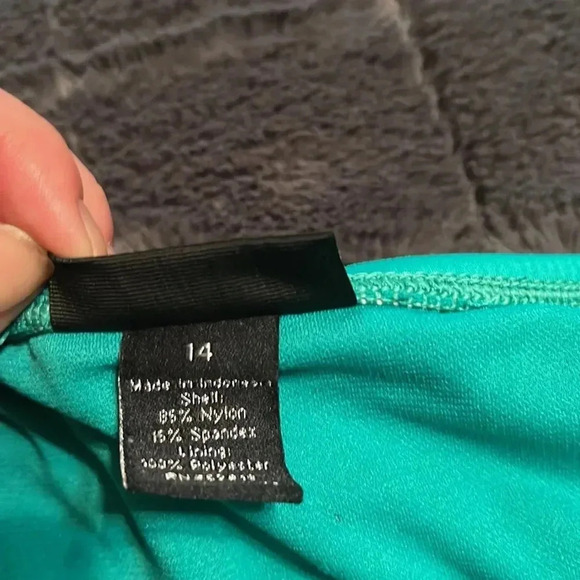 14
Made in Indonesia
Shell:
85% Nylon
15% Spandex
Lining:
100% Polyester